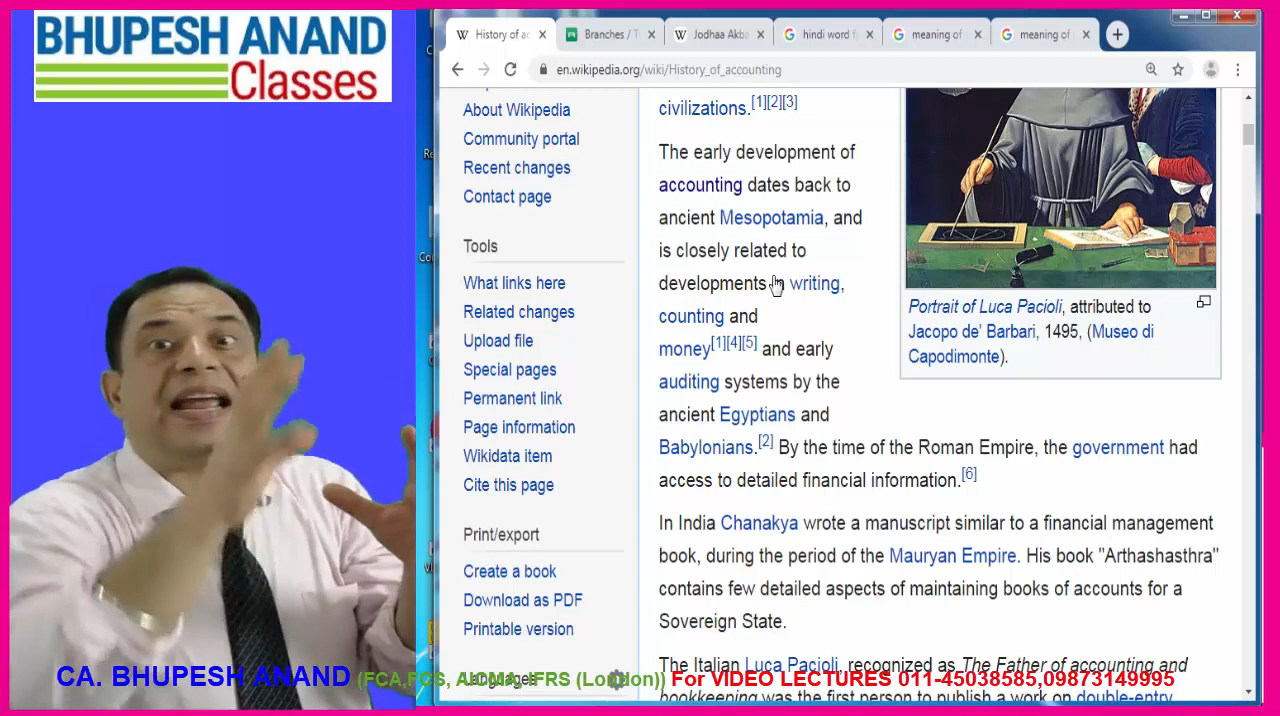 BHUPESH ANAND
Classes
History of ac
Branches / T
Jodhaa Akb
hindi word f
meaning of
meaning of
en.wikipedia.org/wiki/History_of_accounting
About Wikipedia
Community portal
Recent changes
Contact page
Tools
What links here
Related changes
Upload file
Special pages
Permanent link
Page information
Wikidata item
Cite this page
Print/export
Create a book
Download as PDF
Printable version
Languages
civilizations.[1][2][3]
The early development of
accounting dates back to
ancient Mesopotamia, and
is closely related to
developments in writing,
counting and
money[1][4][5] and early
auditing systems by the
ancient Egyptians and
Babylonians.[2] By the time of the Roman Empire, the government had
access to detailed financial information.[6]
In India Chanakya wrote a manuscript similar to a financial management
book, during the period of the Mauryan Empire. His book "Arthashasthra"
contains few detailed aspects of maintaining books of accounts for a
Sovereign State.
The Italian Luca Pacioli, recognized as The Father of accounting and
bookkeeping was the first person to publish a work on double-entry
Portrait of Luca Pacioli, attributed to
Jacopo de' Barbari, 1495, (Museo di
Capodimonte).
CA. BHUPESH ANAND (FCA,FCS, AICMA, IFRS (London)) For VIDEO LECTURES 011-45038585,09873149995